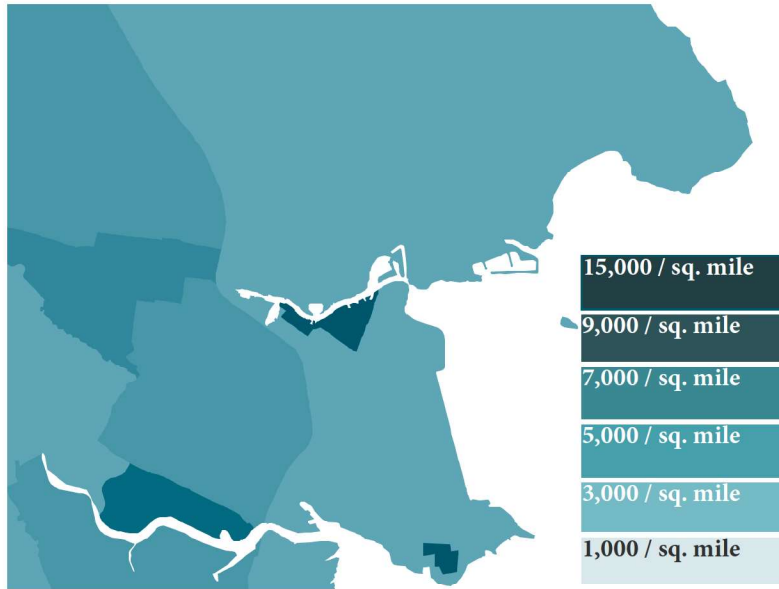 15,000 / sq. mile
9,000 / sq. mile
7,000 / sq. mile
5,000 / sq. mile
3,000 / sq. mile
1,000 / sq. mile